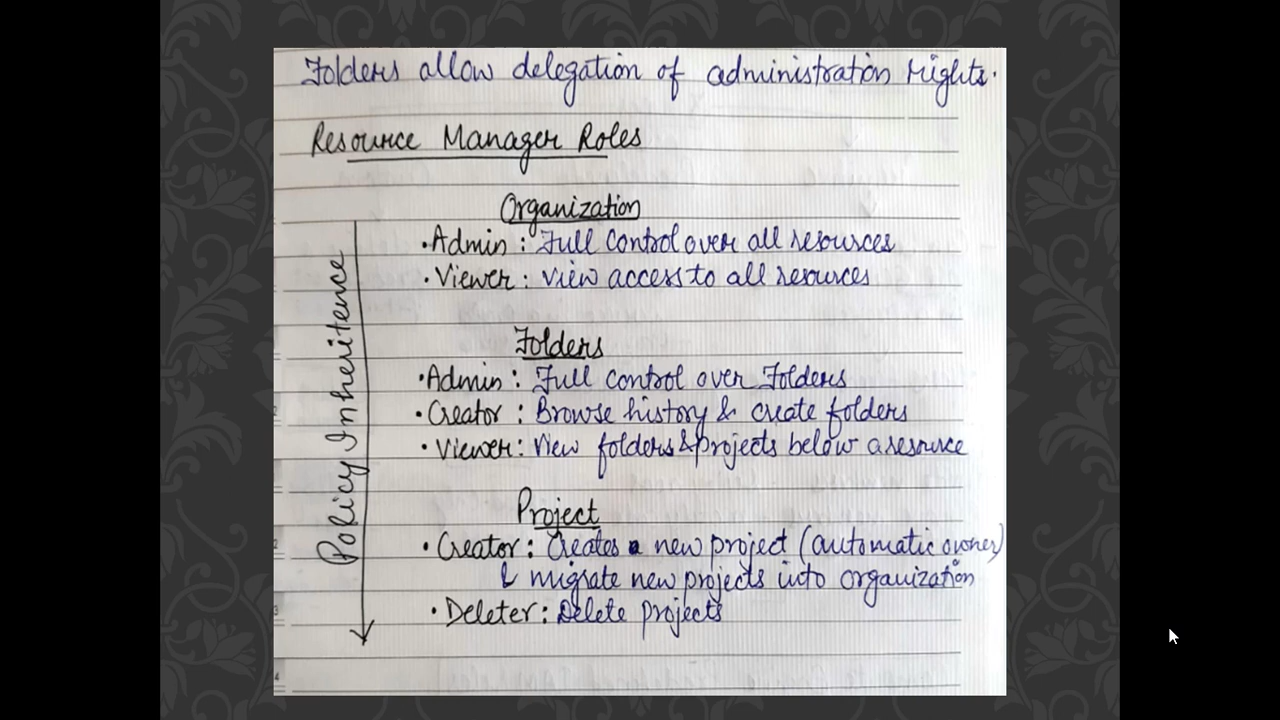 Folders allow delegation of administration rights.
Resource Manager Roles
Organization
• Admin : Full Control over all resources
• Viewer : View access to all resources
Policy Inheritence
Folders
• Admin : Full control over Folders
• Creator : Browse history & create folders
• Viewer : View folders & projects below a resource
Project
• Creator : Creates a new project (automatic owner)
& migrate new projects into organization
• Deleter : Delete projects